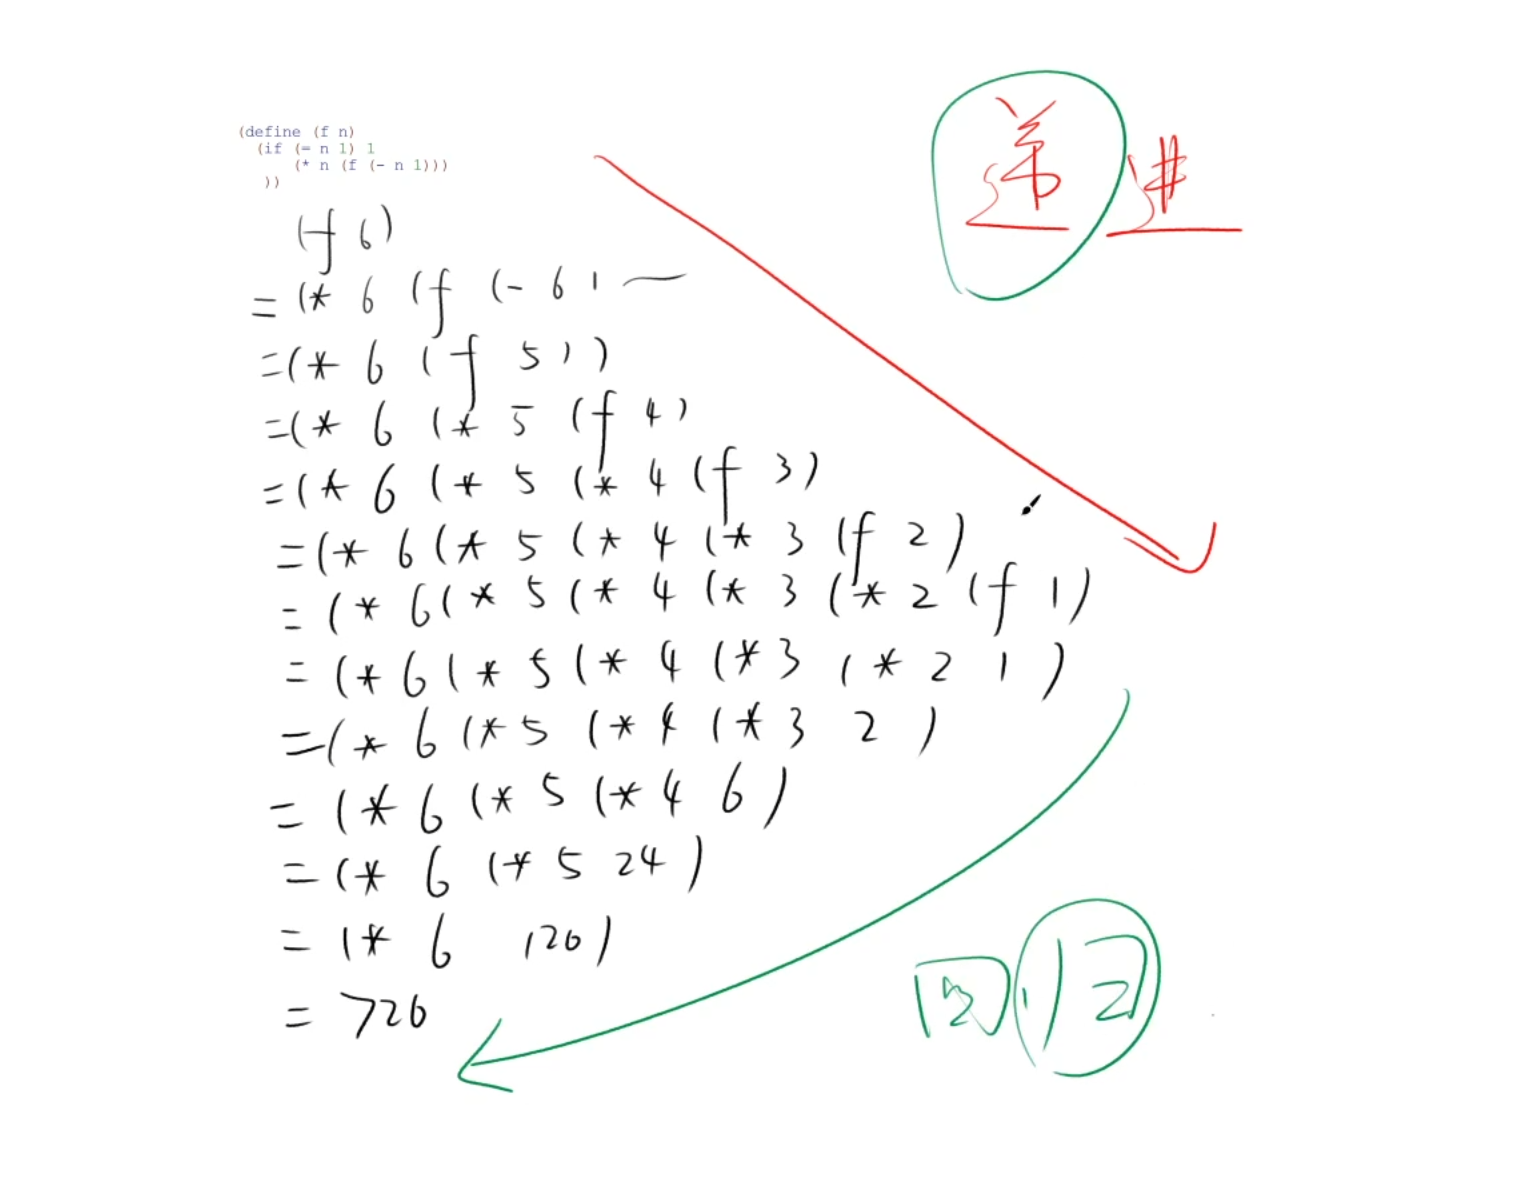 (define (f n)
(if (= n 1) 1
(* n (f (- n 1)))
))
(f 6)
= (* 6 (f (- 6 1
= (* 6 (f 5))
= (* 6 (* 5 (f 4)
= (* 6 (* 5 (* 4 (f 3)
= (* 6 (* 5 (* 4 (* 3 (f 2)
= (* 6 (* 5 (* 4 (* 3 (* 2 (f 1)
= (* 6 (* 5 (* 4 (* 3 (* 2 1)
= (* 6 (* 5 (* 4 (* 3 2)
= (* 6 (* 5 (* 4 6)
= (* 6 (* 5 24)
= (* 6 120)
= 720
递进
回归